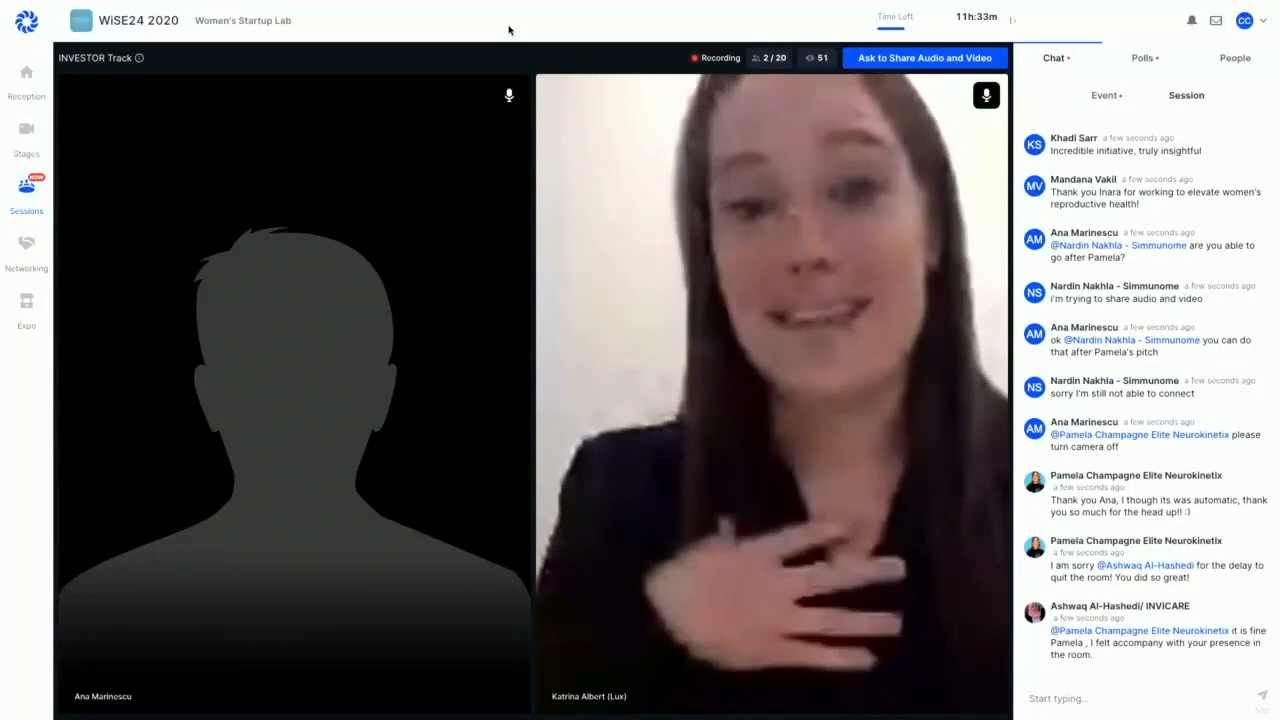 WiSE24 2020
Women's Startup Lab
Time Left
11h:33m
CC
INVESTOR Track
Recording
2 / 20
51
Ask to Share Audio and Video
Reception
Stages
NOW
Sessions
Networking
Expo
Ana Marinescu
Katrina Albert (Lux)
Chat
Polls
People
Event
Session
KS
Khadi Sarr a few seconds ago
Incredible initiative, truly insightful
MV
Mandana Vakil a few seconds ago
Thank you Inara for working to elevate women's
reproductive health!
AM
Ana Marinescu a few seconds ago
@Nardin Nakhla - Simmunome are you able to
go after Pamela?
NS
Nardin Nakhla - Simmunome a few seconds ago
i'm trying to share audio and video
AM
Ana Marinescu a few seconds ago
ok @Nardin Nakhla - Simmunome you can do
that after Pamela's pitch
NS
Nardin Nakhla - Simmunome a few seconds ago
sorry I'm still not able to connect
AM
Ana Marinescu a few seconds ago
@Pamela Champagne Elite Neurokinetix please
turn camera off
Pamela Champagne Elite Neurokinetix
a few seconds ago
Thank you Ana, I though its was automatic, thank
you so much for the head up!! :)
Pamela Champagne Elite Neurokinetix
a few seconds ago
I am sorry @Ashwaq Al-Hashedi for the delay to
quit the room! You did so great!
Ashwaq Al-Hashedi/ INViCARE
a few seconds ago
@Pamela Champagne Elite Neurokinetix it is fine
Pamela , I felt accompany with your presence in
the room.
Start typing...